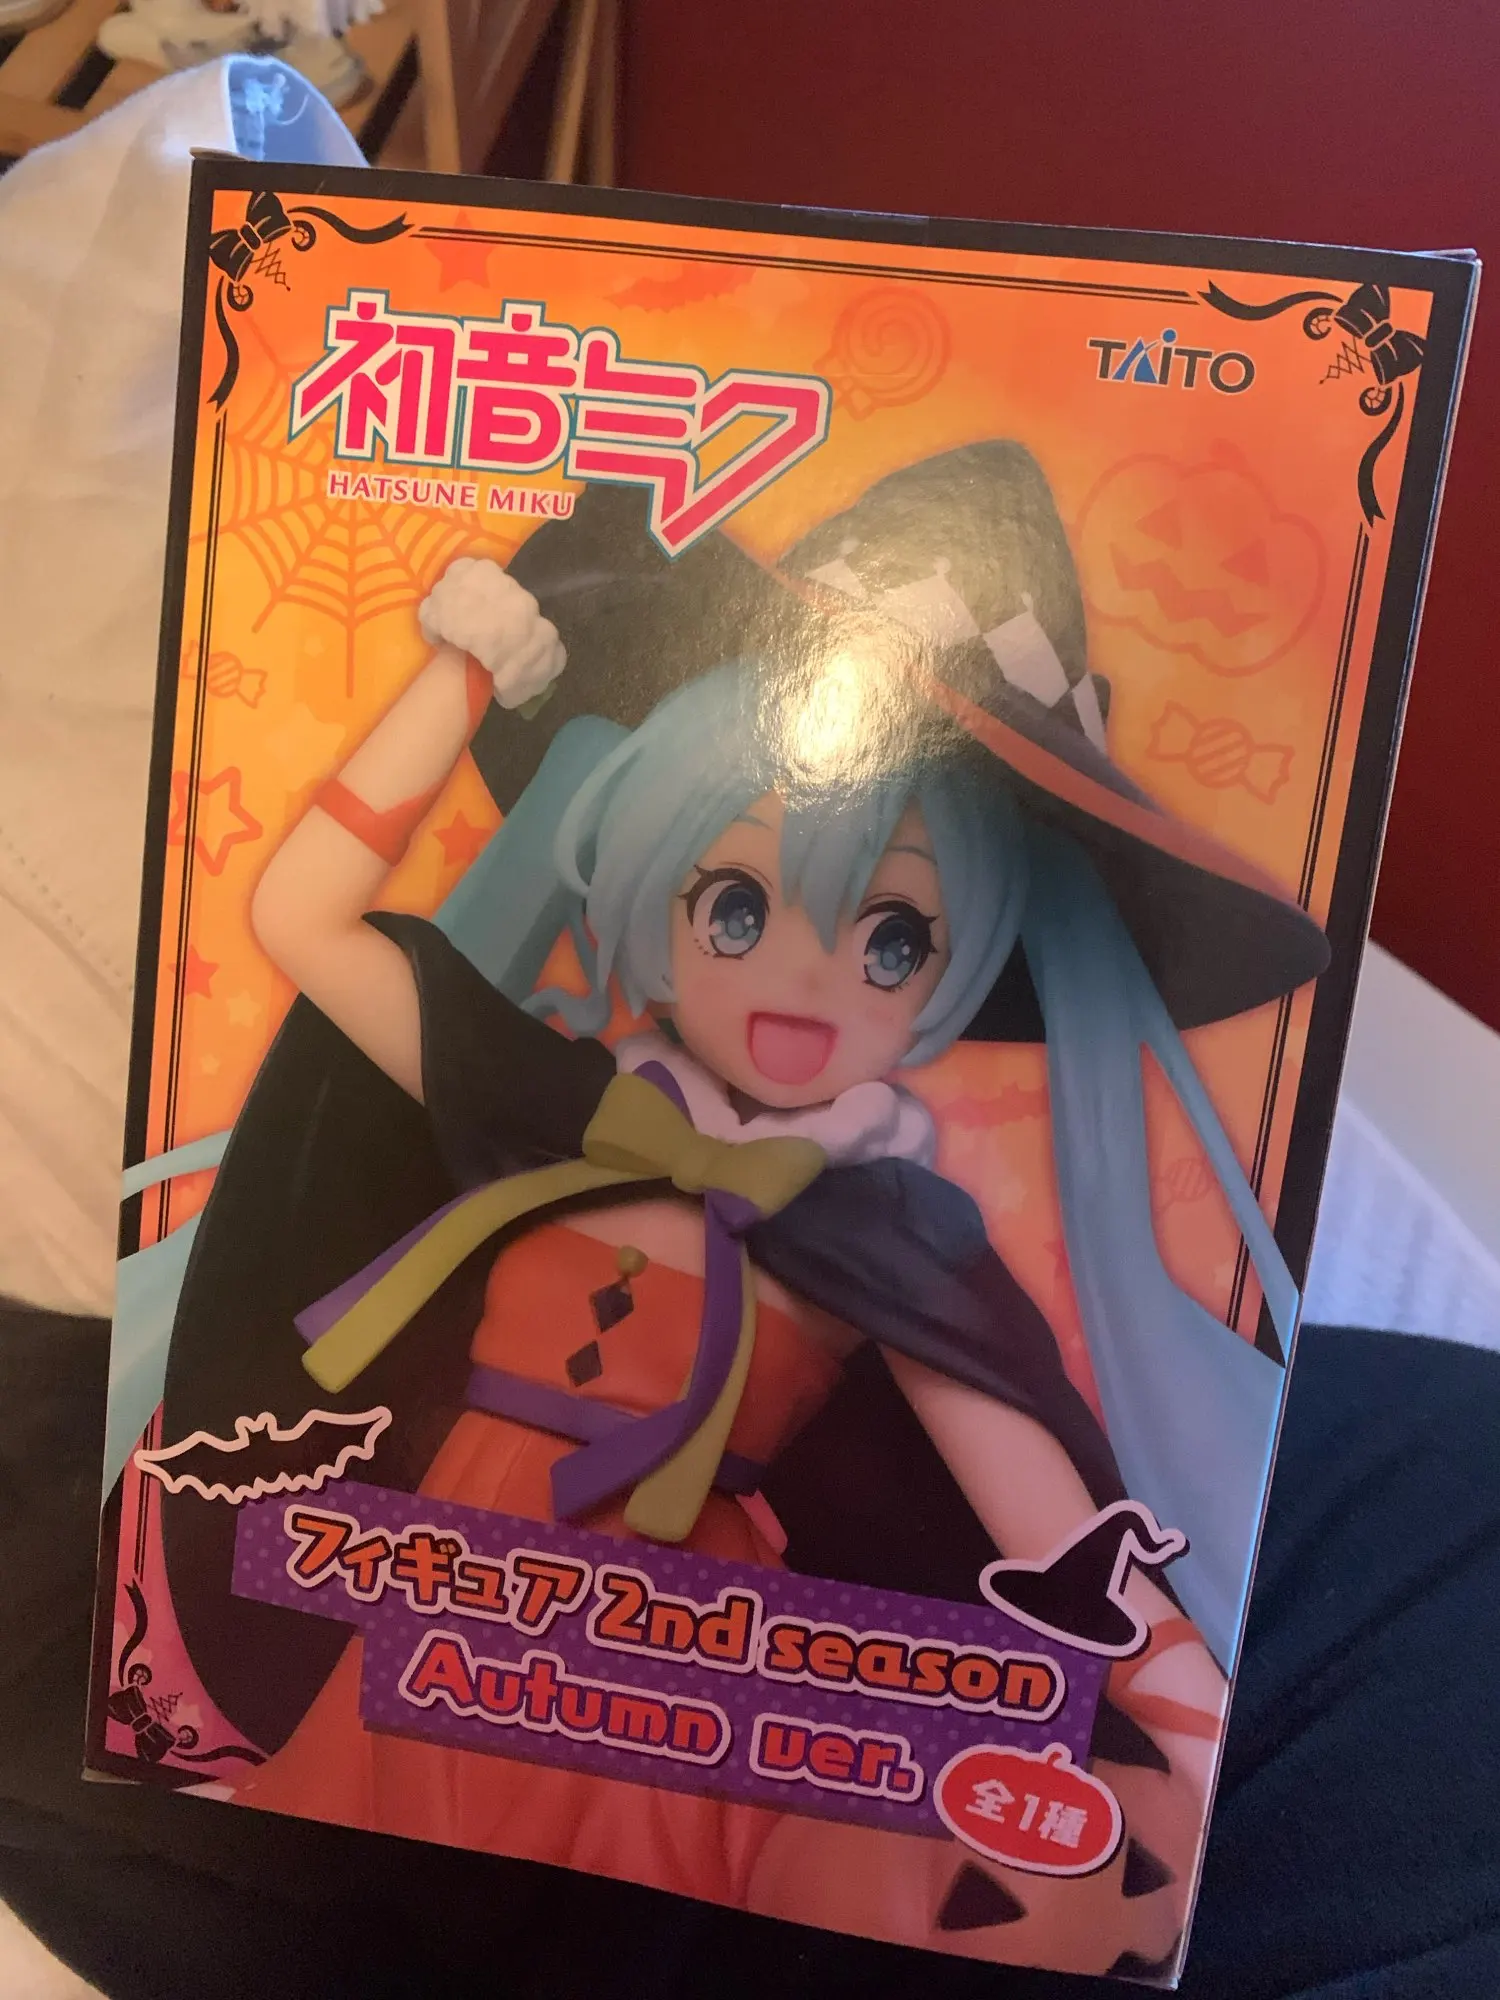 初音ミク
HATSUNE MIKU
TAITO
フィギュア 2nd season
Autumn ver.
全1種